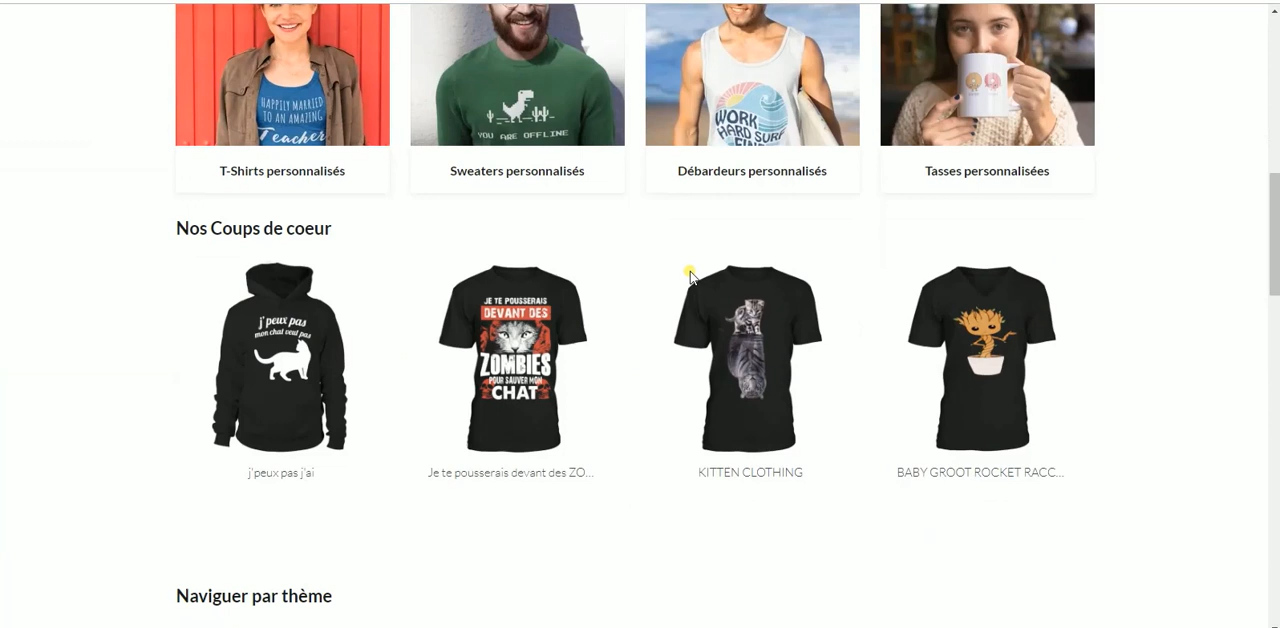 HAPPILY MARRIED
TO AN AMAZING
Teacher
YOU ARE OFFLINE
WORK
HARD SURF
T-Shirts personnalisés
Sweaters personnalisés
Débardeurs personnalisés
Tasses personnalisées
Nos Coups de coeur
j'peux pas
mon chat veut pas
JE TE POUSSERAIS
DEVANT DES
ZOMBIES
POUR SAUVER MON
CHAT
j'peux pas j'ai
Je te pousserais devant des ZO...
KITTEN CLOTHING
BABY GROOT ROCKET RACC...
Naviguer par thème